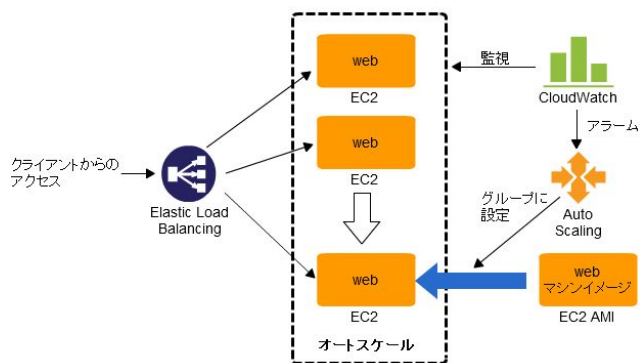 web
EC2
web
EC2
web
EC2
オートスケール
クライアントからの
アクセス
Elastic Load
Balancing
監視
CloudWatch
アラーム
グループに
設定
Auto
Scaling
web
マシンイメージ
EC2 AMI